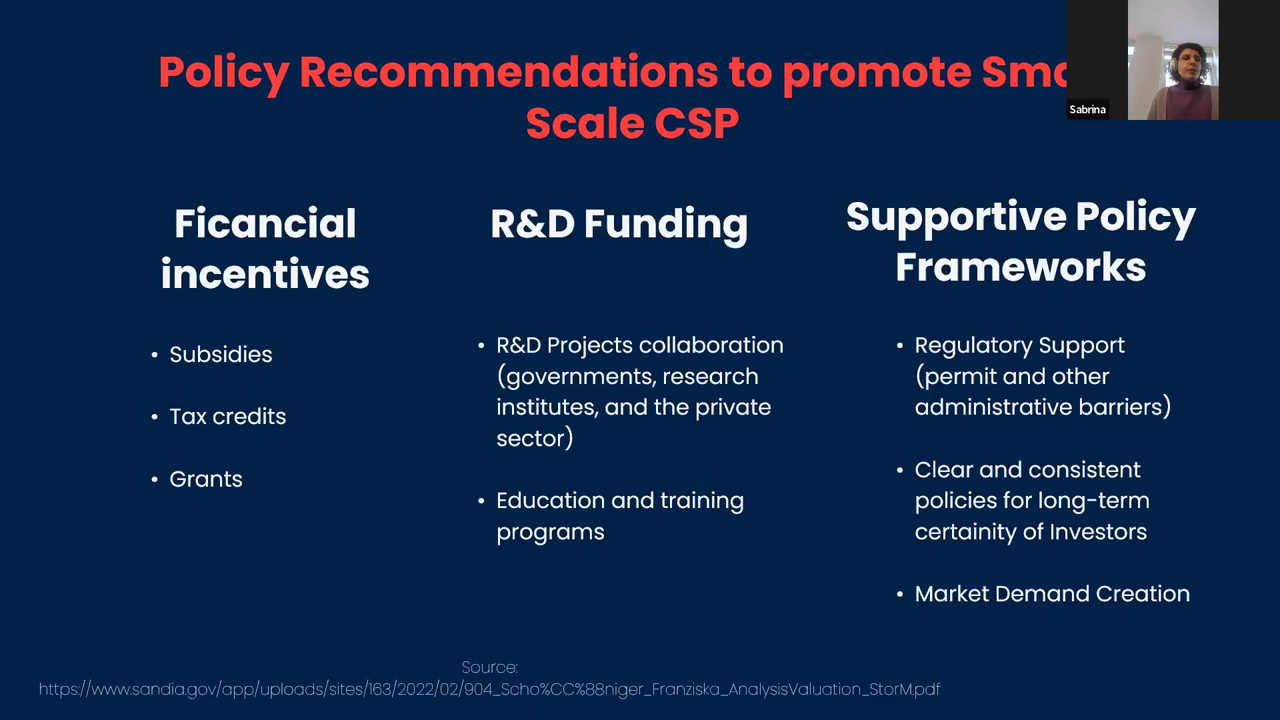 Policy Recommendations to promote Sma
Scale CSP
Sabrina
Ficancial
incentives
• Subsidies
• Tax credits
• Grants
R&D Funding
• R&D Projects collaboration
(governments, research
institutes, and the private
sector)
• Education and training
programs
Supportive Policy
Frameworks
• Regulatory Support
(permit and other
administrative barriers)
• Clear and consistent
policies for long-term
certainity of Investors
• Market Demand Creation
Source:
https://www.sandia.gov/app/uploads/sites/163/2022/02/904_Scho%CC%88niger_Franziska_AnalysisValuation_StorM.pdf